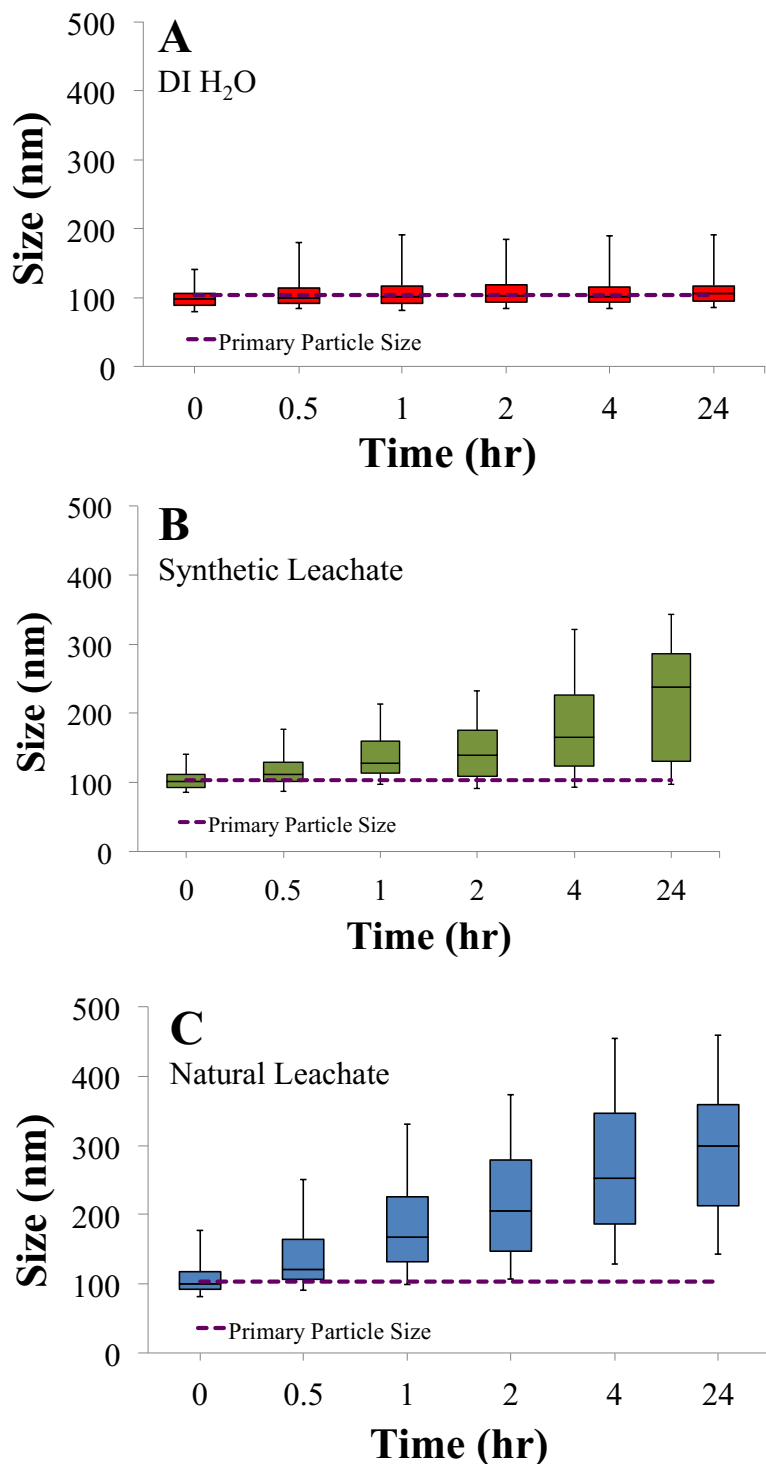 A
DI H₂O
500
400
300
200
100
0
Size (nm)
Primary Particle Size
0 0.5 1 2 4 24
Time (hr)
B
Synthetic Leachate
500
400
300
200
100
0
Size (nm)
Primary Particle Size
0 0.5 1 2 4 24
Time (hr)
C
Natural Leachate
500
400
300
200
100
0
Size (nm)
Primary Particle Size
0 0.5 1 2 4 24
Time (hr)